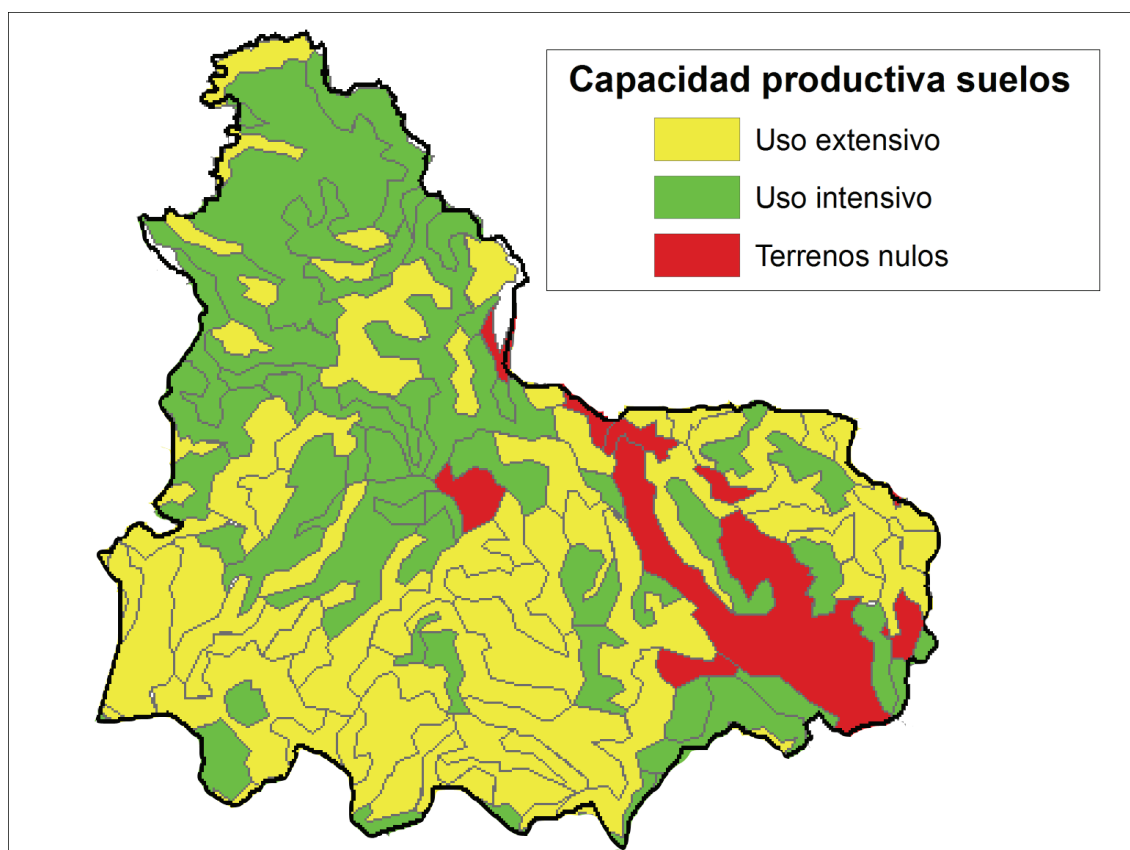 Capacidad productiva suelos
Uso extensivo
Uso intensivo
Terrenos nulos